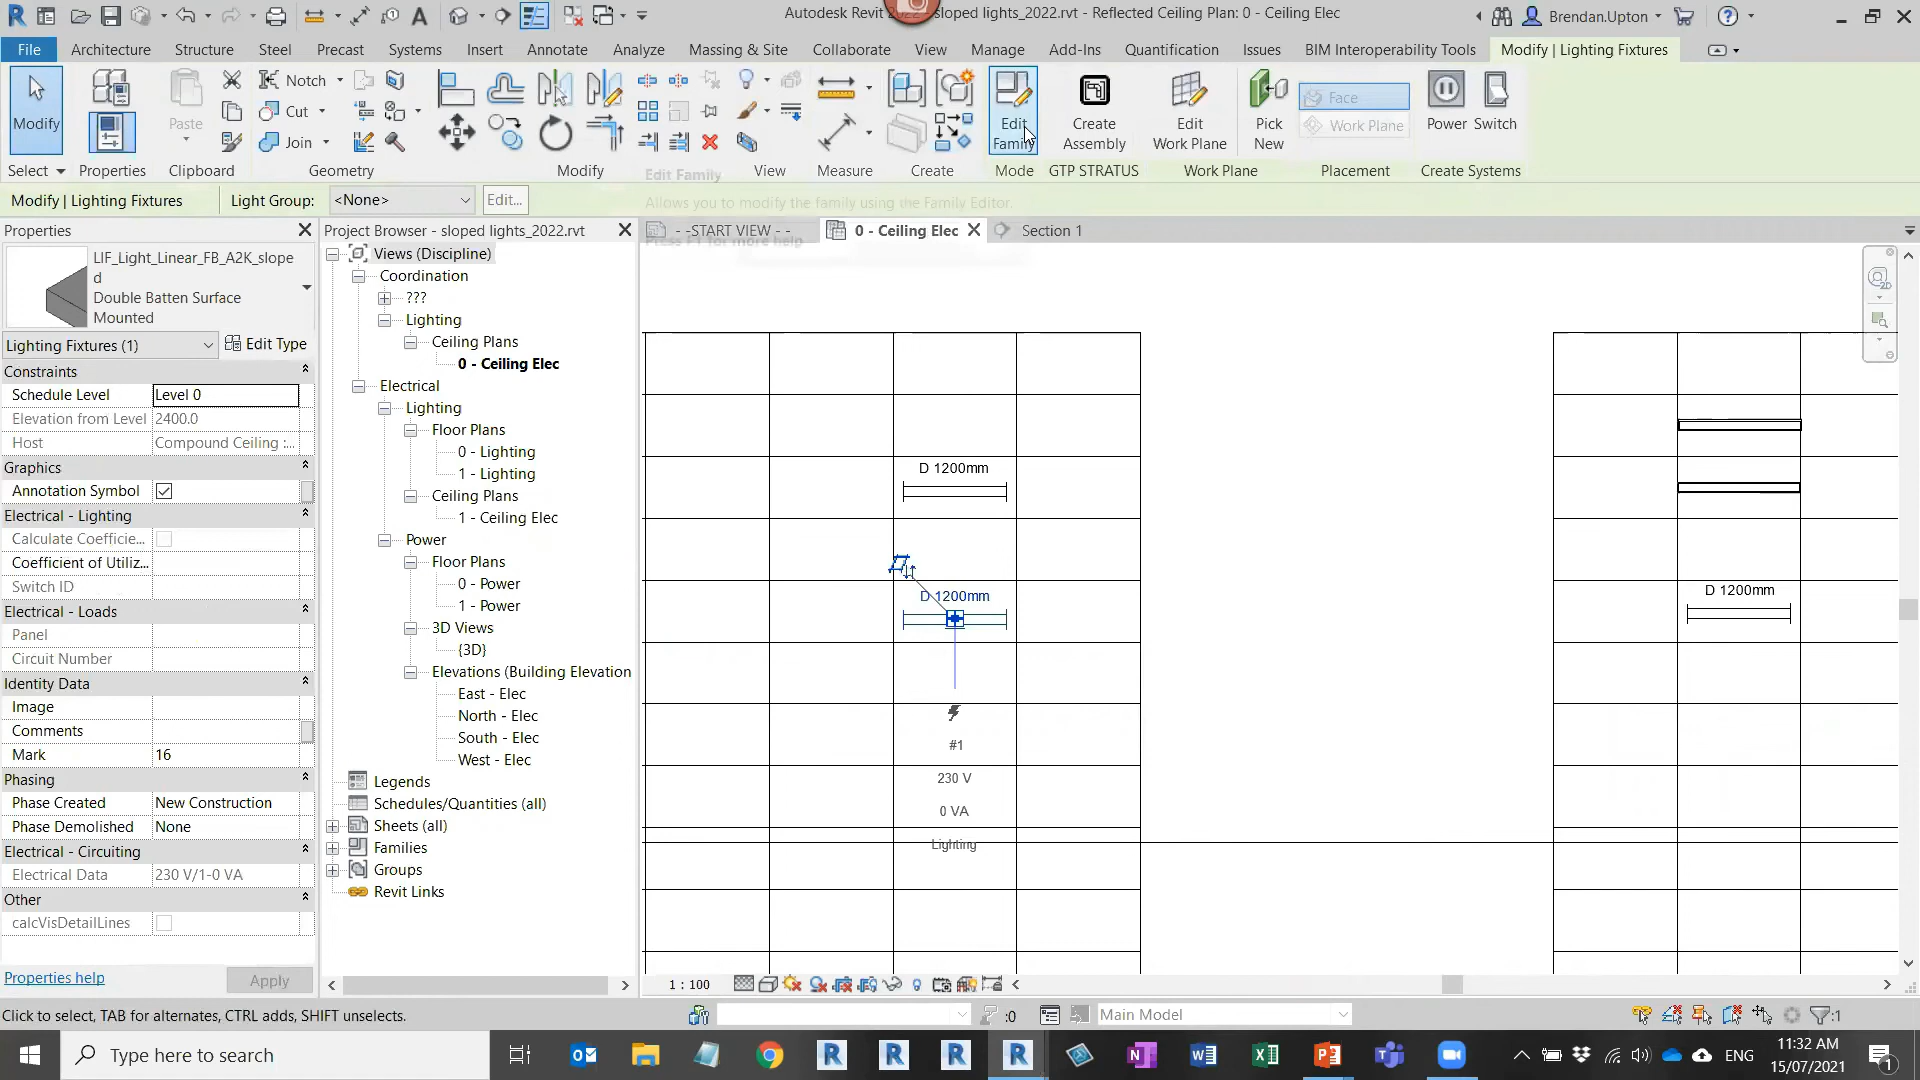 Autodesk Revit 2022 - sloped lights_2022.rvt - Reflected Ceiling Plan: 0 - Ceiling Elec
Brendan.Upton
File Architecture Structure Steel Precast Systems Insert Annotate Analyze Massing & Site Collaborate View Manage Add-Ins Quantification Issues BIM Interoperability Tools Modify | Lighting Fixtures
Modify
Paste
Notch
Cut
Join
Edit Family
Create Assembly
Edit Work Plane
Pick New
Face
Work Plane
Power Switch
Select Properties Clipboard Geometry Modify View Measure Create Mode GTP STRATUS Work Plane Placement Create Systems
Edit Family
Allows you to modify the family using the Family Editor.
Press F1 for more help
Modify | Lighting Fixtures Light Group: <None> Edit...
Properties
LIF_Light_Linear_FB_A2K_slope
d
Double Batten Surface
Mounted
Lighting Fixtures (1) Edit Type
Constraints
Schedule Level Level 0
Elevation from Level 2400.0
Host Compound Ceiling :...
Graphics
Annotation Symbol
Electrical - Lighting
Calculate Coefficie...
Coefficient of Utiliz...
Switch ID
Electrical - Loads
Panel
Circuit Number
Identity Data
Image
Comments
Mark 16
Phasing
Phase Created New Construction
Phase Demolished None
Electrical - Circuiting
Electrical Data 230 V/1-0 VA
Other
calcVisDetailLines
Properties help Apply
Project Browser - sloped lights_2022.rvt
Views (Discipline)
Coordination
???
Lighting
Ceiling Plans
0 - Ceiling Elec
Electrical
Lighting
Floor Plans
0 - Lighting
1 - Lighting
Ceiling Plans
1 - Ceiling Elec
Power
Floor Plans
0 - Power
1 - Power
3D Views
{3D}
Elevations (Building Elevation
East - Elec
North - Elec
South - Elec
West - Elec
Legends
Schedules/Quantities (all)
Sheets (all)
Families
Groups
Revit Links
- -START VIEW - - 0 - Ceiling Elec Section 1
2D
D 1200mm
D 1200mm
D 1200mm
#1
230 V
0 VA
Lighting
1 : 100
Click to select, TAB for alternates, CTRL adds, SHIFT unselects.
:0
Main Model
:1
Type here to search
ENG
11:32 AM
15/07/2021
1